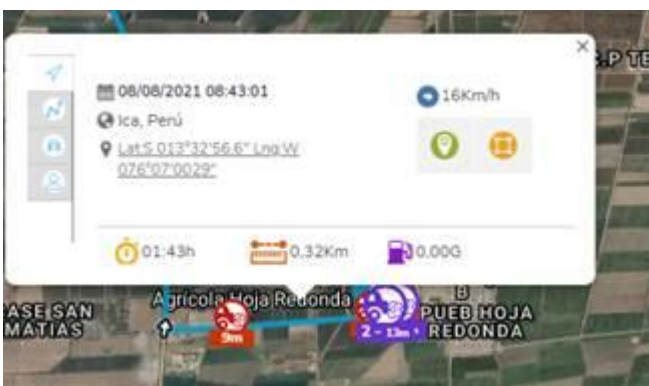 ×
08/08/2021 08:43:01
16Km/h
Ica, Perú
Lat:S 013°32'56.6" Lng:W
076°07'0029"
01:43h
0.32Km
0.00G
Agricola Hoja Redonda
ASE SAN
MATIAS
9m
2 - 13m
B
PUEB HOJA
REDONDA
.P TE